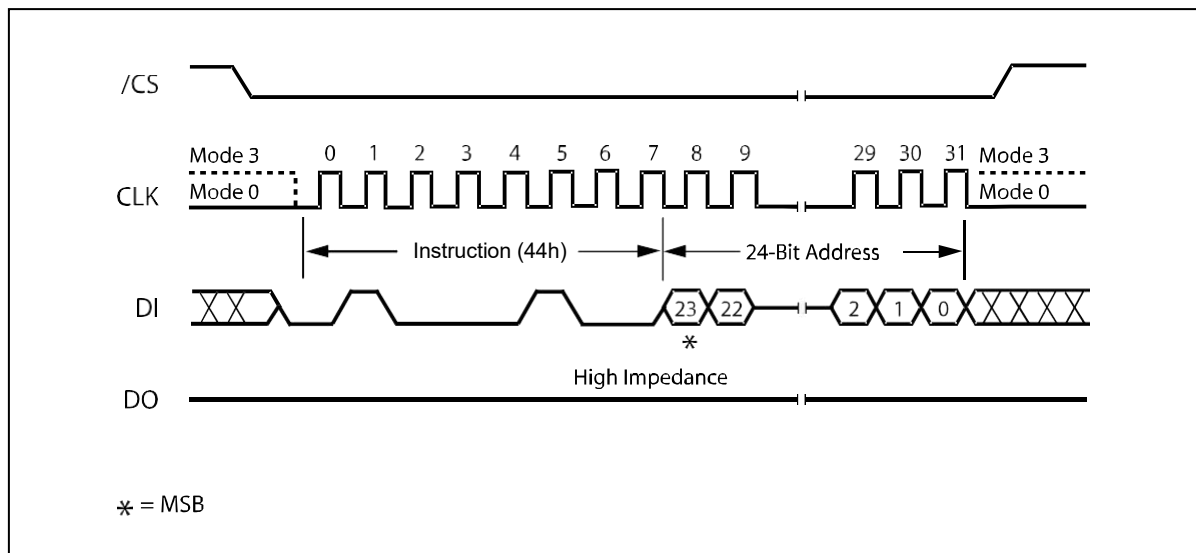 /CS
Mode 3
0 1 2 3 4 5 6 7 8 9 29 30 31
Mode 3
CLK
Mode 0
Mode 0
Instruction (44h)
24-Bit Address
DI
23 22 2 1 0
*
High Impedance
DO
* = MSB